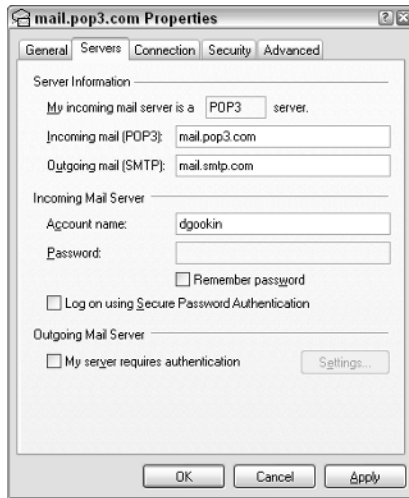 mail.pop3.com Properties
General Servers Connection Security Advanced
Server Information
My incoming mail server is a POP3 server.
Incoming mail (POP3): mail.pop3.com
Outgoing mail (SMTP): mail.smtp.com
Incoming Mail Server
Account name: dgookin
Password:
Remember password
Log on using Secure Password Authentication
Outgoing Mail Server
My server requires authentication Settings...
OK Cancel Apply